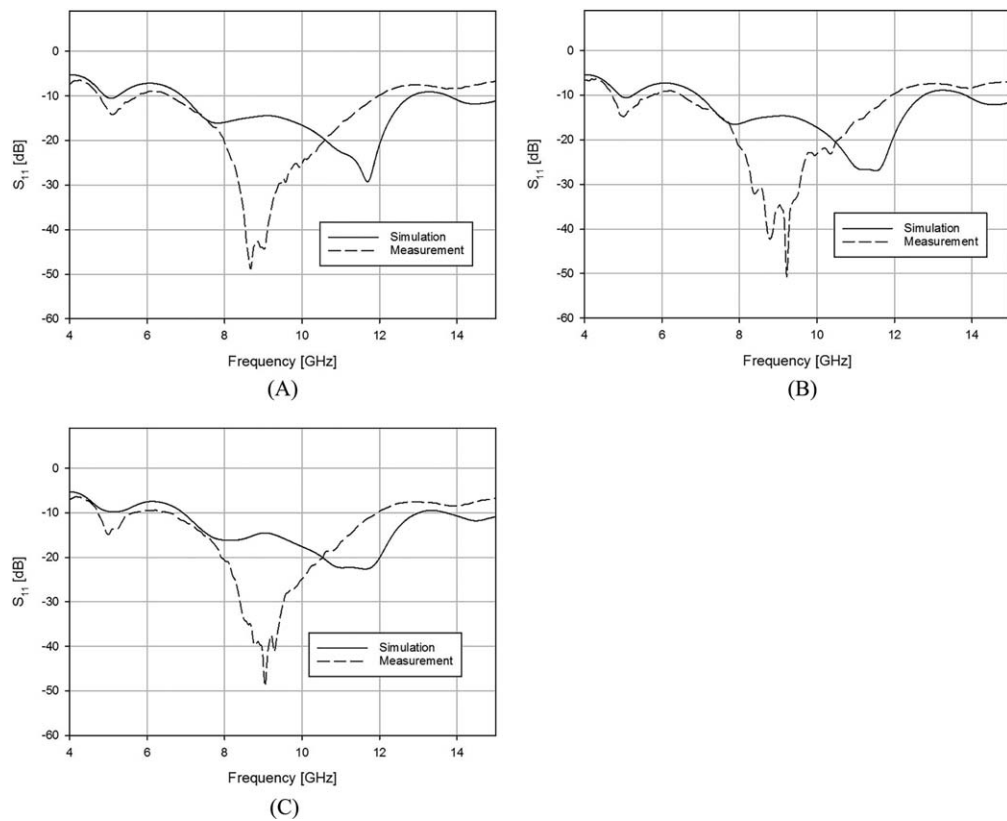 0
-10
-20
-30
-40
-50
-60
S11 [dB]
Simulation
Measurement
4 6 8 10 12 14
Frequency [GHz]
(A)
0
-10
-20
-30
-40
-50
-60
S11 [dB]
Simulation
Measurement
4 6 8 10 12 14
Frequency [GHz]
(B)
0
-10
-20
-30
-40
-50
-60
S11 [dB]
Simulation
Measurement
4 6 8 10 12 14
Frequency [GHz]
(C)